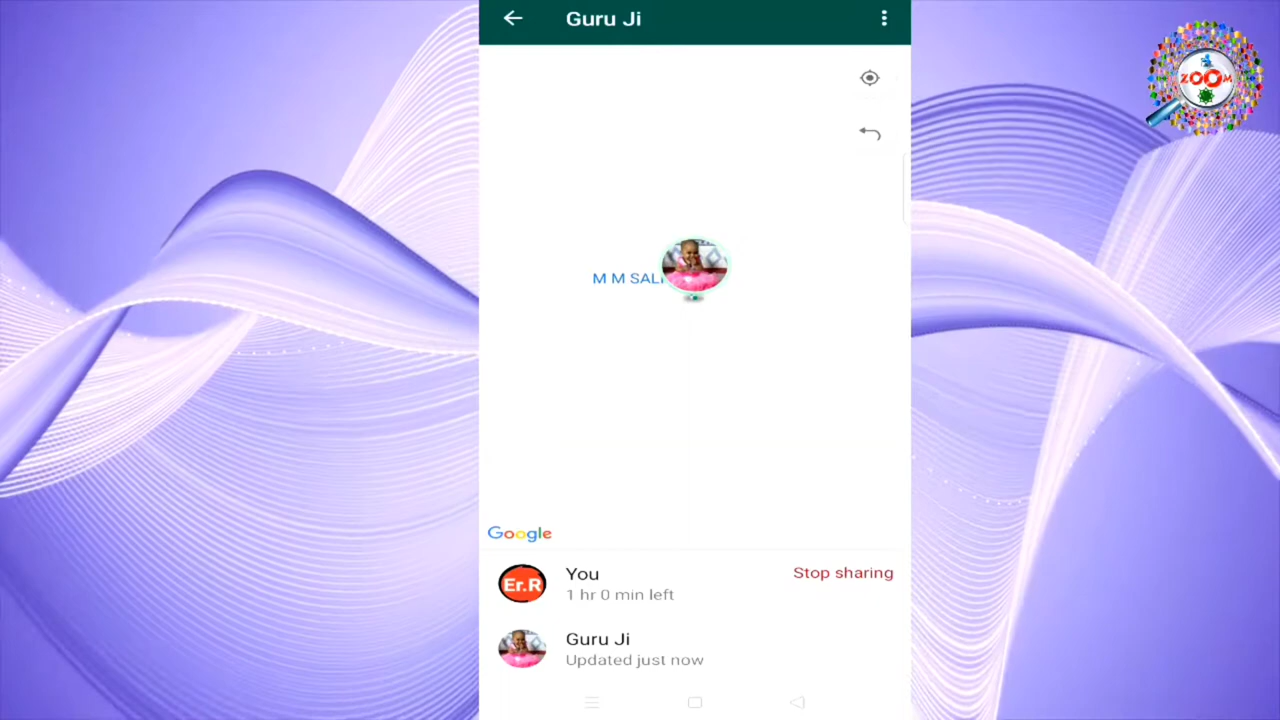 Guru Ji
ZOOM
M M SAL
Google
Er.R
You
1 hr 0 min left
Stop sharing
Guru Ji
Updated just now